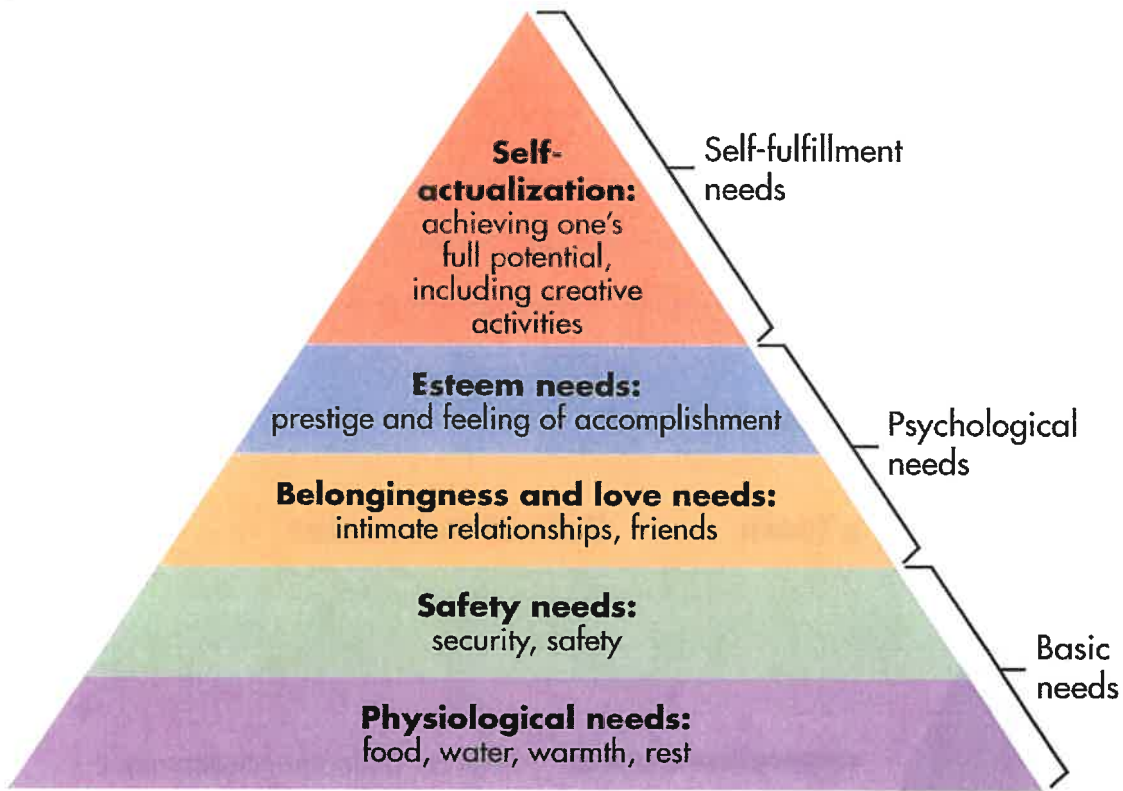 Self-
actualization:
achieving one's
full potential,
including creative
activities
Self-fulfillment
needs
Esteem needs:
prestige and feeling of accomplishment
Psychological
needs
Belongingness and love needs:
intimate relationships, friends
Safety needs:
security, safety
Basic
needs
Physiological needs:
food, water, warmth, rest